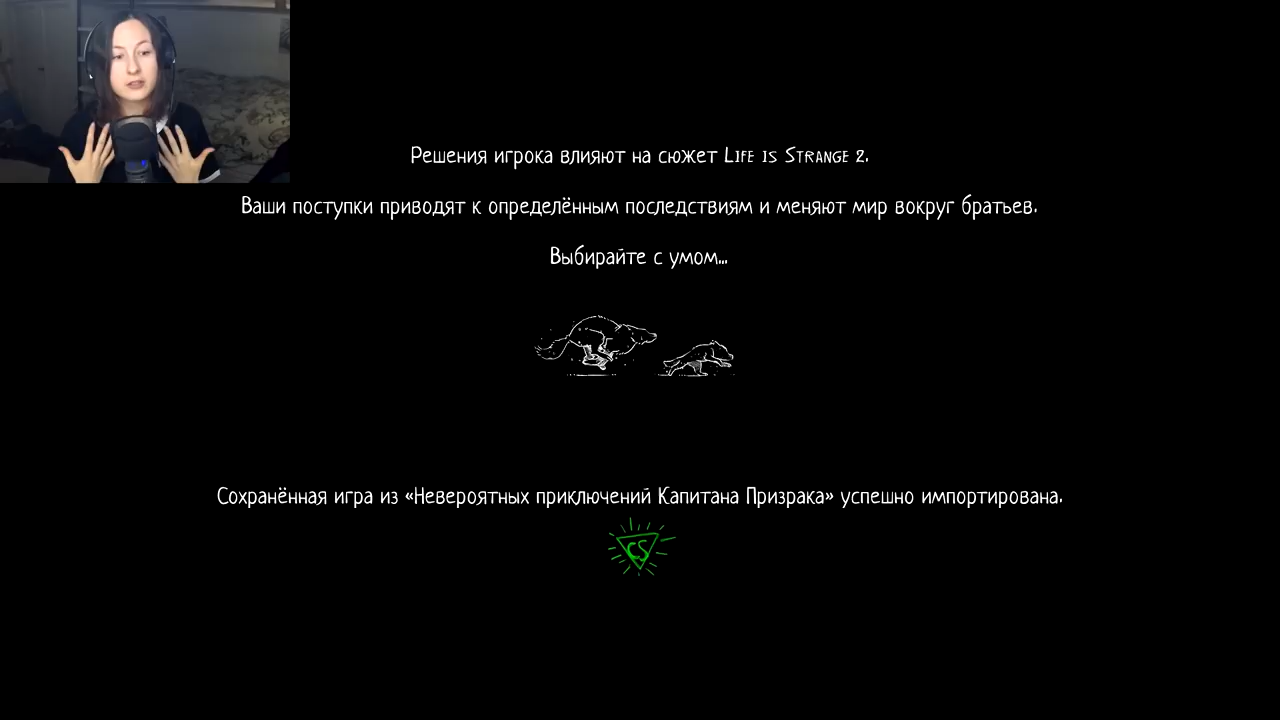 Решения игрока влияют на сюжет Life is Strange 2.
Ваши поступки приводят к определённым последствиям и меняют мир вокруг братьев.
Выбирайте с умом...
Сохранённая игра из «Невероятных приключений Капитана Призрака» успешно импортирована.
CS